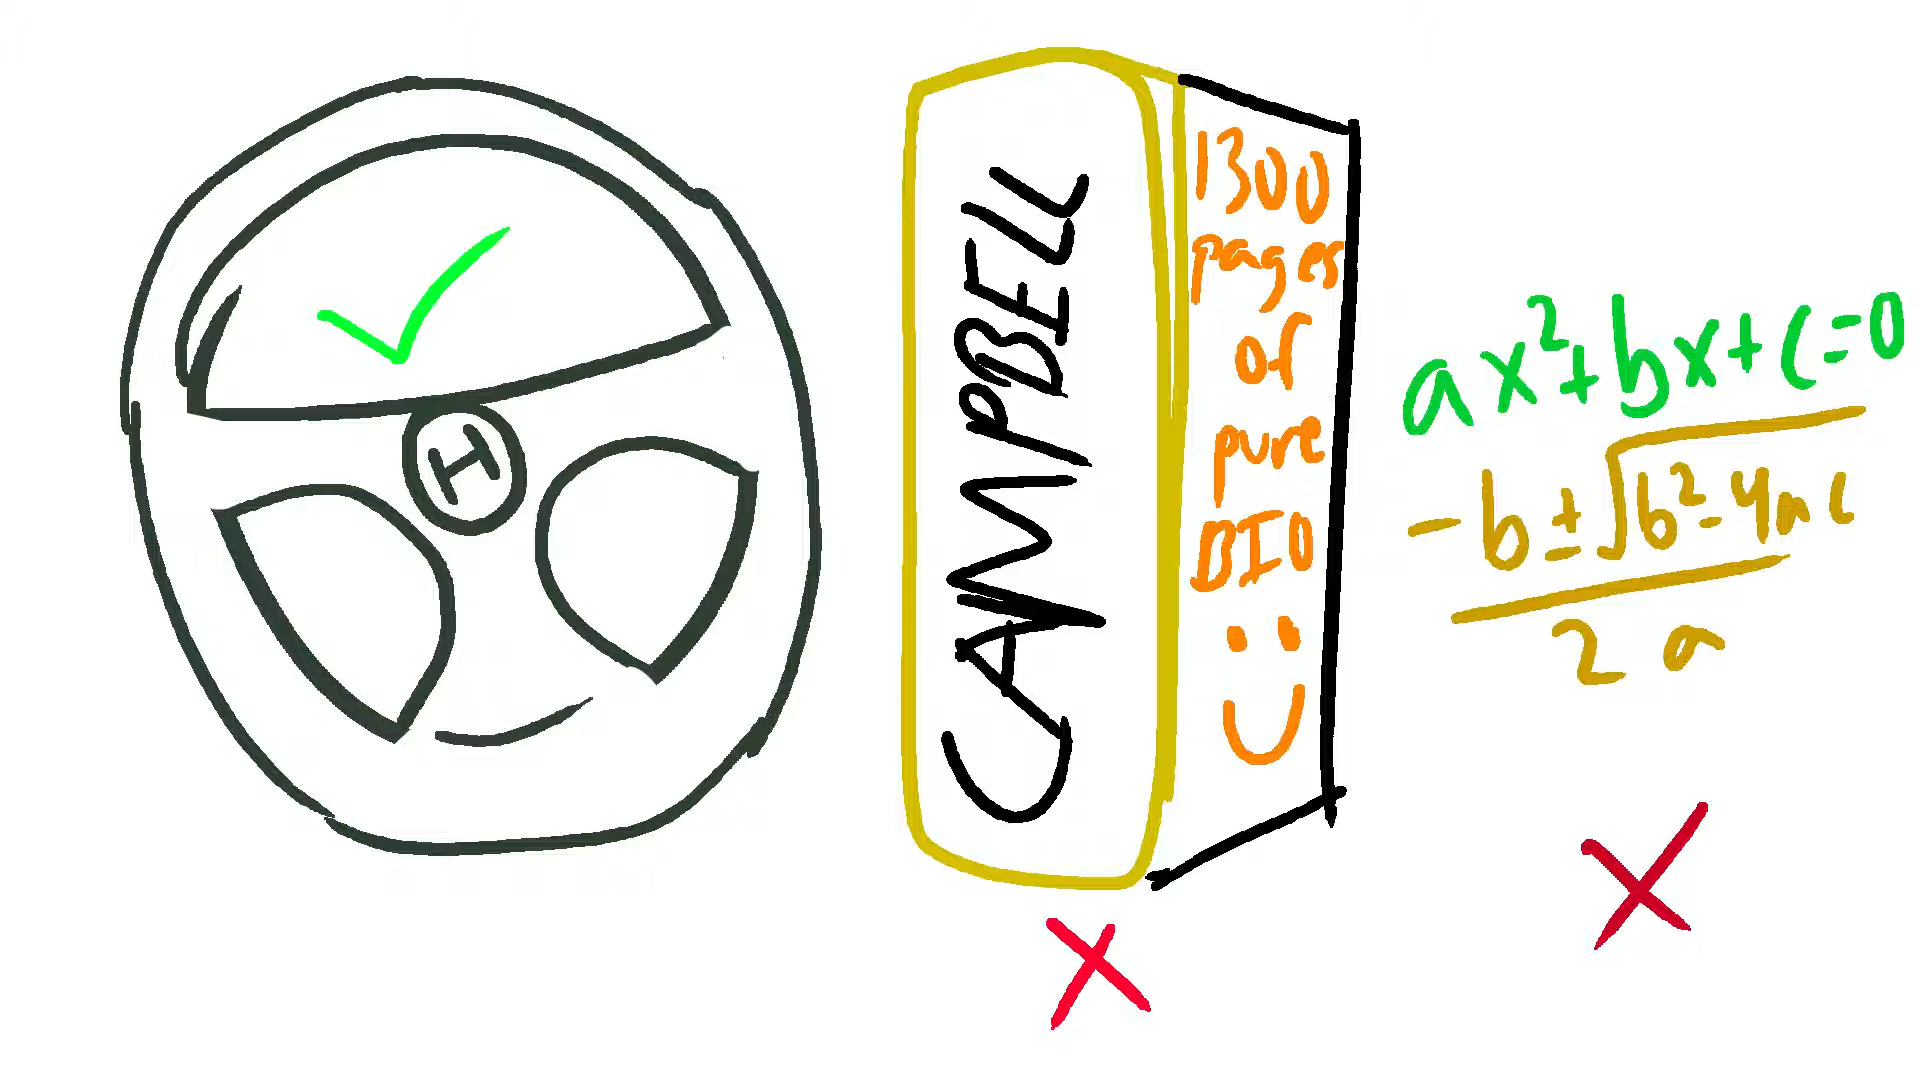 H
CAMPBELL
1300
pages
of
pure
BIO
:)
ax²+bx+c=0
-b±√b²-4ac
2a